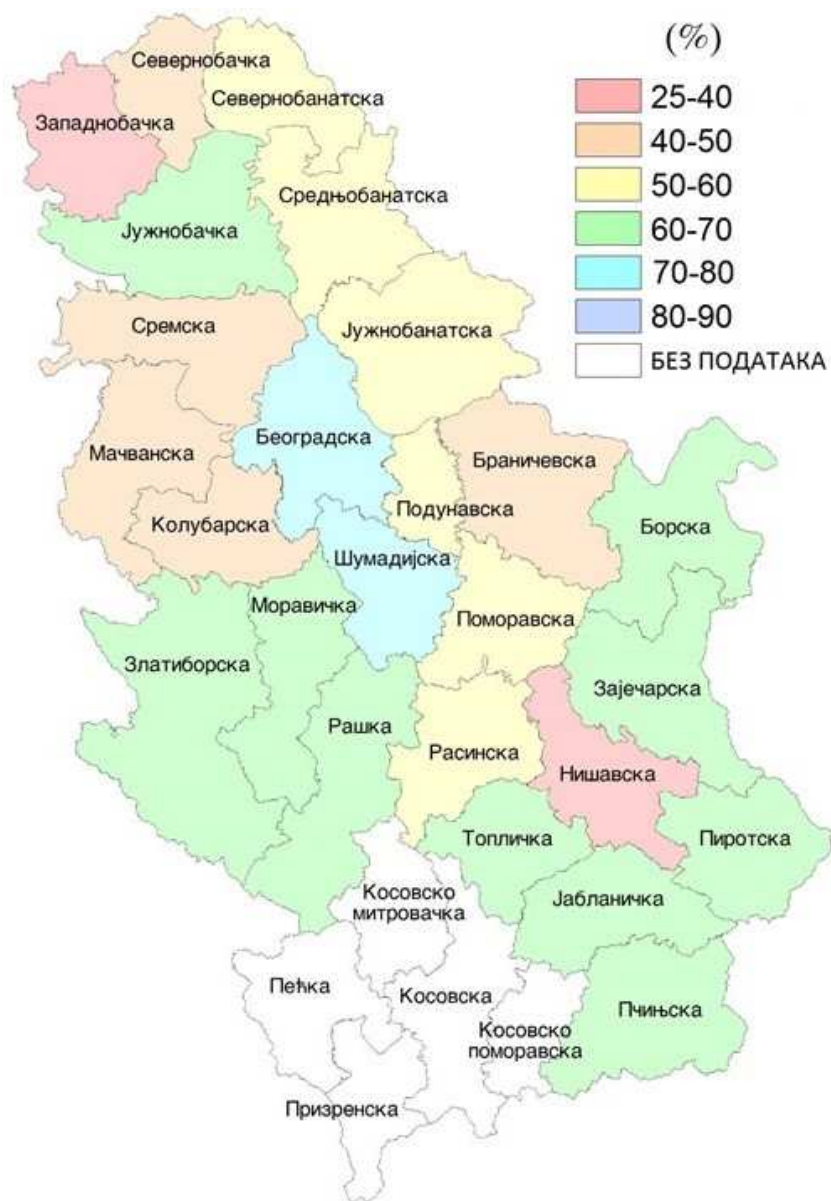 (%)
25-40
40-50
50-60
60-70
70-80
80-90
БЕЗ ПОДАТАКА
Севернобачка
Севернобанатска
Западнобачка
Средњобанатска
Јужнобачка
Сремска
Јужнобанатска
Београдска
Мачванска
Браничевска
Подунавска
Колубарска
Борска
Шумадијска
Моравичка
Поморавска
Златиборска
Зајечарска
Рашка
Расинска
Нишавска
Топличка
Пиротска
Косовско
митровачка
Јабланичка
Пећка
Косовска
Косовско
поморавска
Пчињска
Призренска